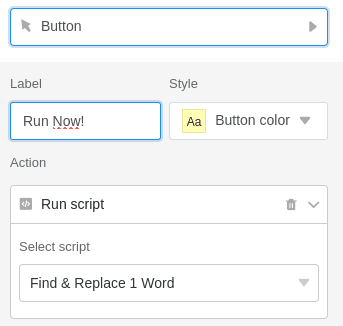 Button
Label
Style
Run Now!
Aa Button color
Action
Run script
Select script
Find & Replace 1 Word